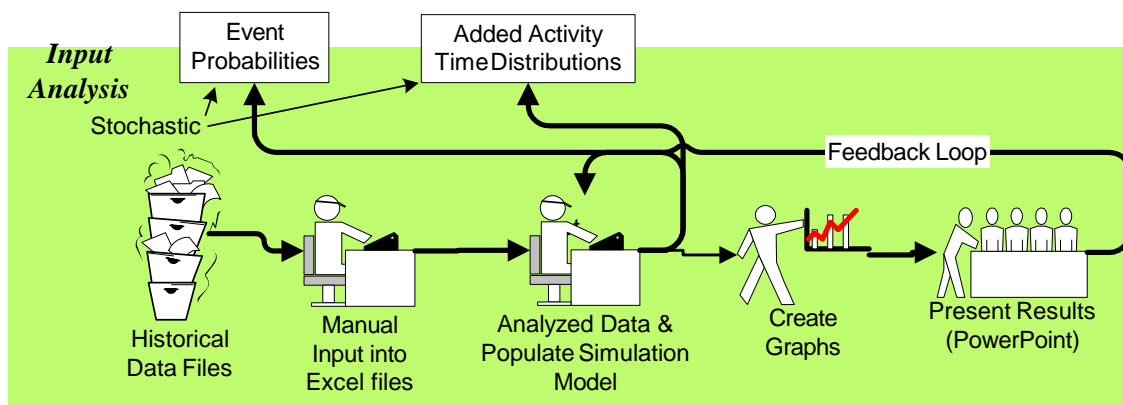 Event
Probabilities
Added Activity
Time Distributions
Input
Analysis
Stochastic
Feedback Loop
Historical
Data Files
Manual
Input into
Excel files
Analyzed Data &
Populate Simulation
Model
Create
Graphs
Present Results
(PowerPoint)